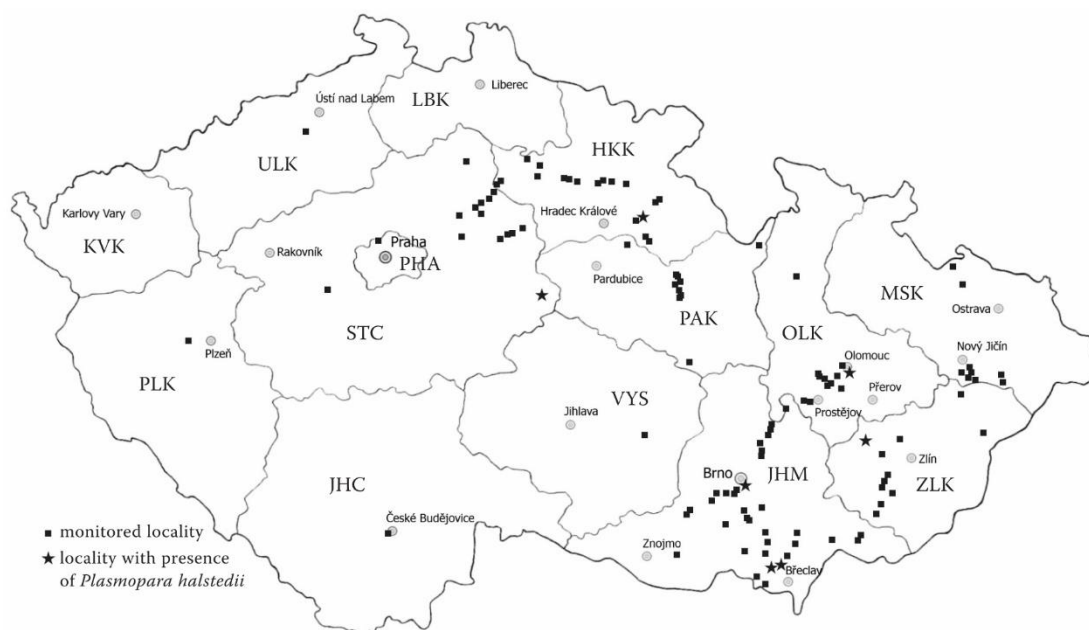 Liberec
Ústí nad Labem
LBK
HKK
ULK
Karlovy Vary
Hradec Králové
KVK
Praha
Rakovník
PHA
Pardubice
MSK
Ostrava
STC
PAK
OLK
Plzeň
Olomouc
Nový Jičín
PLK
VYS
Přerov
Prostějov
Jihlava
Zlín
Brno
JHM
ZLK
JHC
České Budějovice
■ monitored locality
★ locality with presence
of Plasmopara halstedii
Znojmo
Břeclav